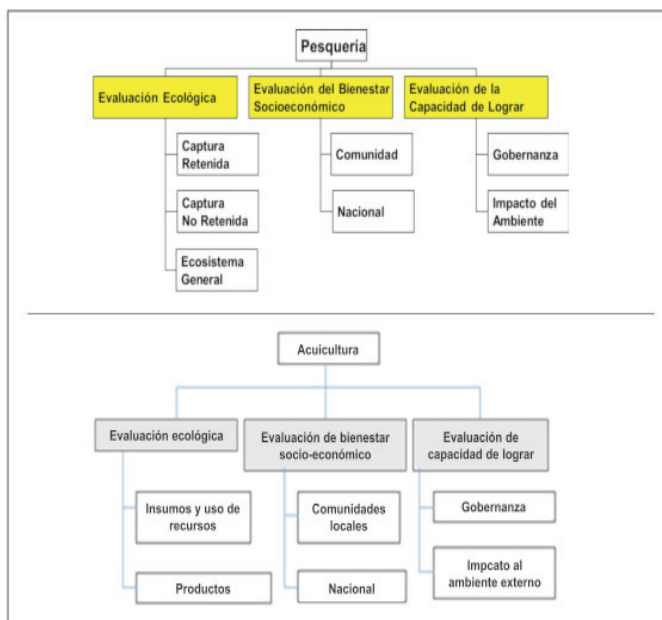 Pesquería
Evaluación Ecológica
Evaluación del Bienestar
Socioeconómico
Evaluación de la
Capacidad de Lograr
Captura
Retenida
Captura
No Retenida
Ecosistema
General
Comunidad
Nacional
Gobernanza
Impacto del
Ambiente
Acuicultura
Evaluación ecológica
Evaluación de bienestar
socio-económico
Evaluación de
capacidad de lograr
Insumos y uso de
recursos
Productos
Comunidades
locales
Nacional
Gobernanza
Impcato al
ambiente externo